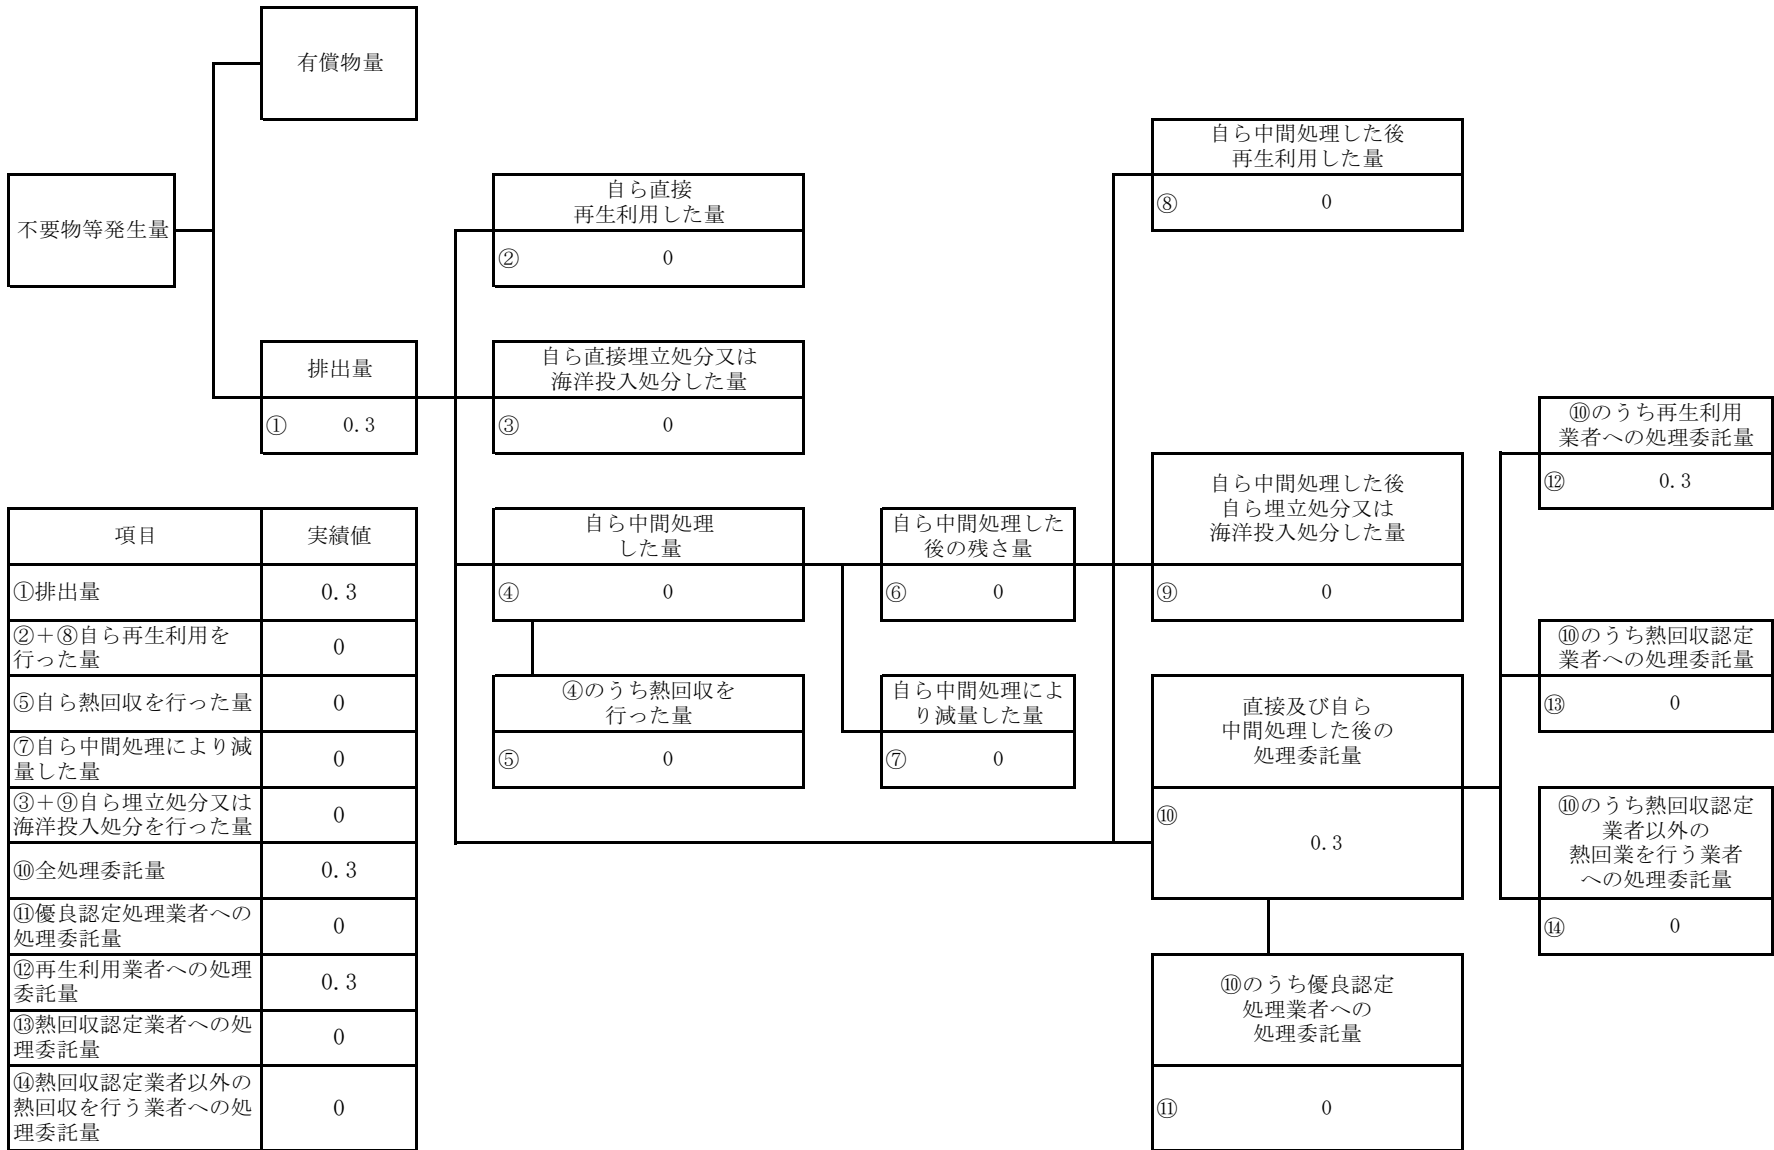 有償物量
不要物等発生量
排出量
① 0.3
自ら直接
再生利用した量
② 0
自ら直接埋立処分又は
海洋投入処分した量
③ 0
自ら中間処理
した量
④ 0
④のうち熱回収を
行った量
⑤ 0
自ら中間処理した
後の残さ量
⑥ 0
自ら中間処理によ
り減量した量
⑦ 0
自ら中間処理した後
再生利用した量
⑧ 0
自ら中間処理した後
自ら埋立処分又は
海洋投入処分した量
⑨ 0
直接及び自ら
中間処理した後の
処理委託量
⑩
0.3
⑩のうち優良認定
処理業者への
処理委託量
⑪ 0
⑩のうち再生利用
業者への処理委託量
⑫ 0.3
⑩のうち熱回収認定
業者への処理委託量
⑬ 0
⑩のうち熱回収認定
業者以外の
熱回業を行う業者
への処理委託量
⑭ 0
項目 実績値
①排出量 0.3
②＋⑧自ら再生利用を
行った量 0
⑤自ら熱回収を行った量 0
⑦自ら中間処理により減
量した量 0
③＋⑨自ら埋立処分又は
海洋投入処分を行った量 0
⑩全処理委託量 0.3
⑪優良認定処理業者への
処理委託量 0
⑫再生利用業者への処理
委託量 0.3
⑬熱回収認定業者への処
理委託量 0
⑭熱回収認定業者以外の
熱回収を行う業者への処
理委託量 0